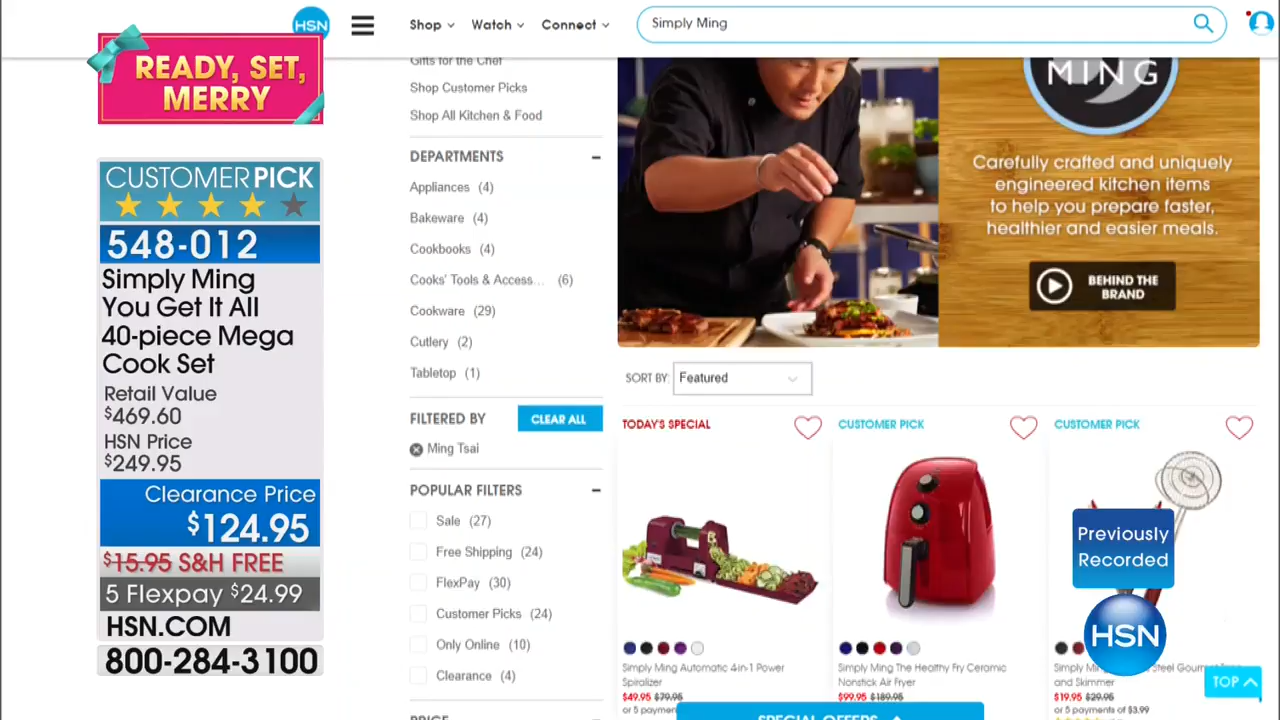 HSN
Shop
Watch
Connect
Simply Ming
READY, SET,
MERRY
CUSTOMER PICK
548-012
Simply Ming
You Get It All
40-piece Mega
Cook Set
Retail Value
$469.60
HSN Price
$249.95
Clearance Price
$124.95
$15.95 S&H FREE
5 Flexpay $24.99
HSN.COM
800-284-3100
Gifts for the Chef
Shop Customer Picks
Shop All Kitchen & Food
DEPARTMENTS
Appliances (4)
Bakeware (4)
Cookbooks (4)
Cooks' Tools & Access... (6)
Cookware (29)
Cutlery (2)
Tabletop (1)
FILTERED BY
CLEAR ALL
Ming Tsai
POPULAR FILTERS
Sale (27)
Free Shipping (24)
FlexPay (30)
Customer Picks (24)
Only Online (10)
Clearance (4)
MING
Carefully crafted and uniquely
engineered kitchen items
to help you prepare faster,
healthier and easier meals.
BEHIND THE
BRAND
SORT BY: Featured
TODAY'S SPECIAL
Simply Ming Automatic 4-in-1 Power
Spiralizer
$49.95 $79.95
or 5 payments
CUSTOMER PICK
Simply Ming The Healthy Fry Ceramic
Nonstick Air Fryer
$99.95 $189.95
CUSTOMER PICK
Steel Gourmet
and Skimmer
$19.95 $29.95
or 5 payments of $3.99
Previously
Recorded
HSN
TOP
SPECIAL OFFERS